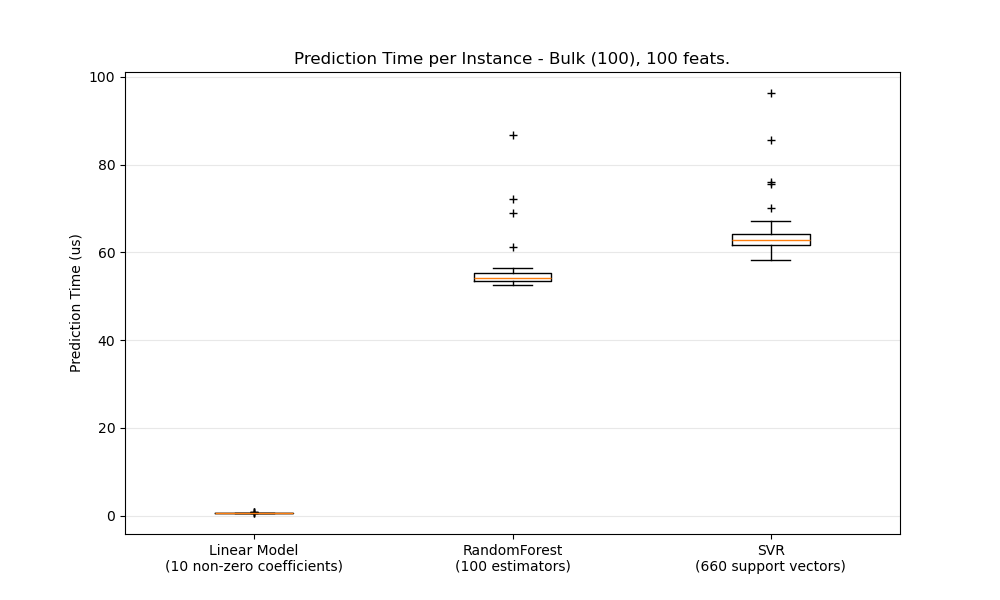 Prediction Time per Instance - Bulk (100), 100 feats.
100
80
60
40
20
0
Prediction Time (us)
Linear Model
(10 non-zero coefficients)
RandomForest
(100 estimators)
SVR
(660 support vectors)